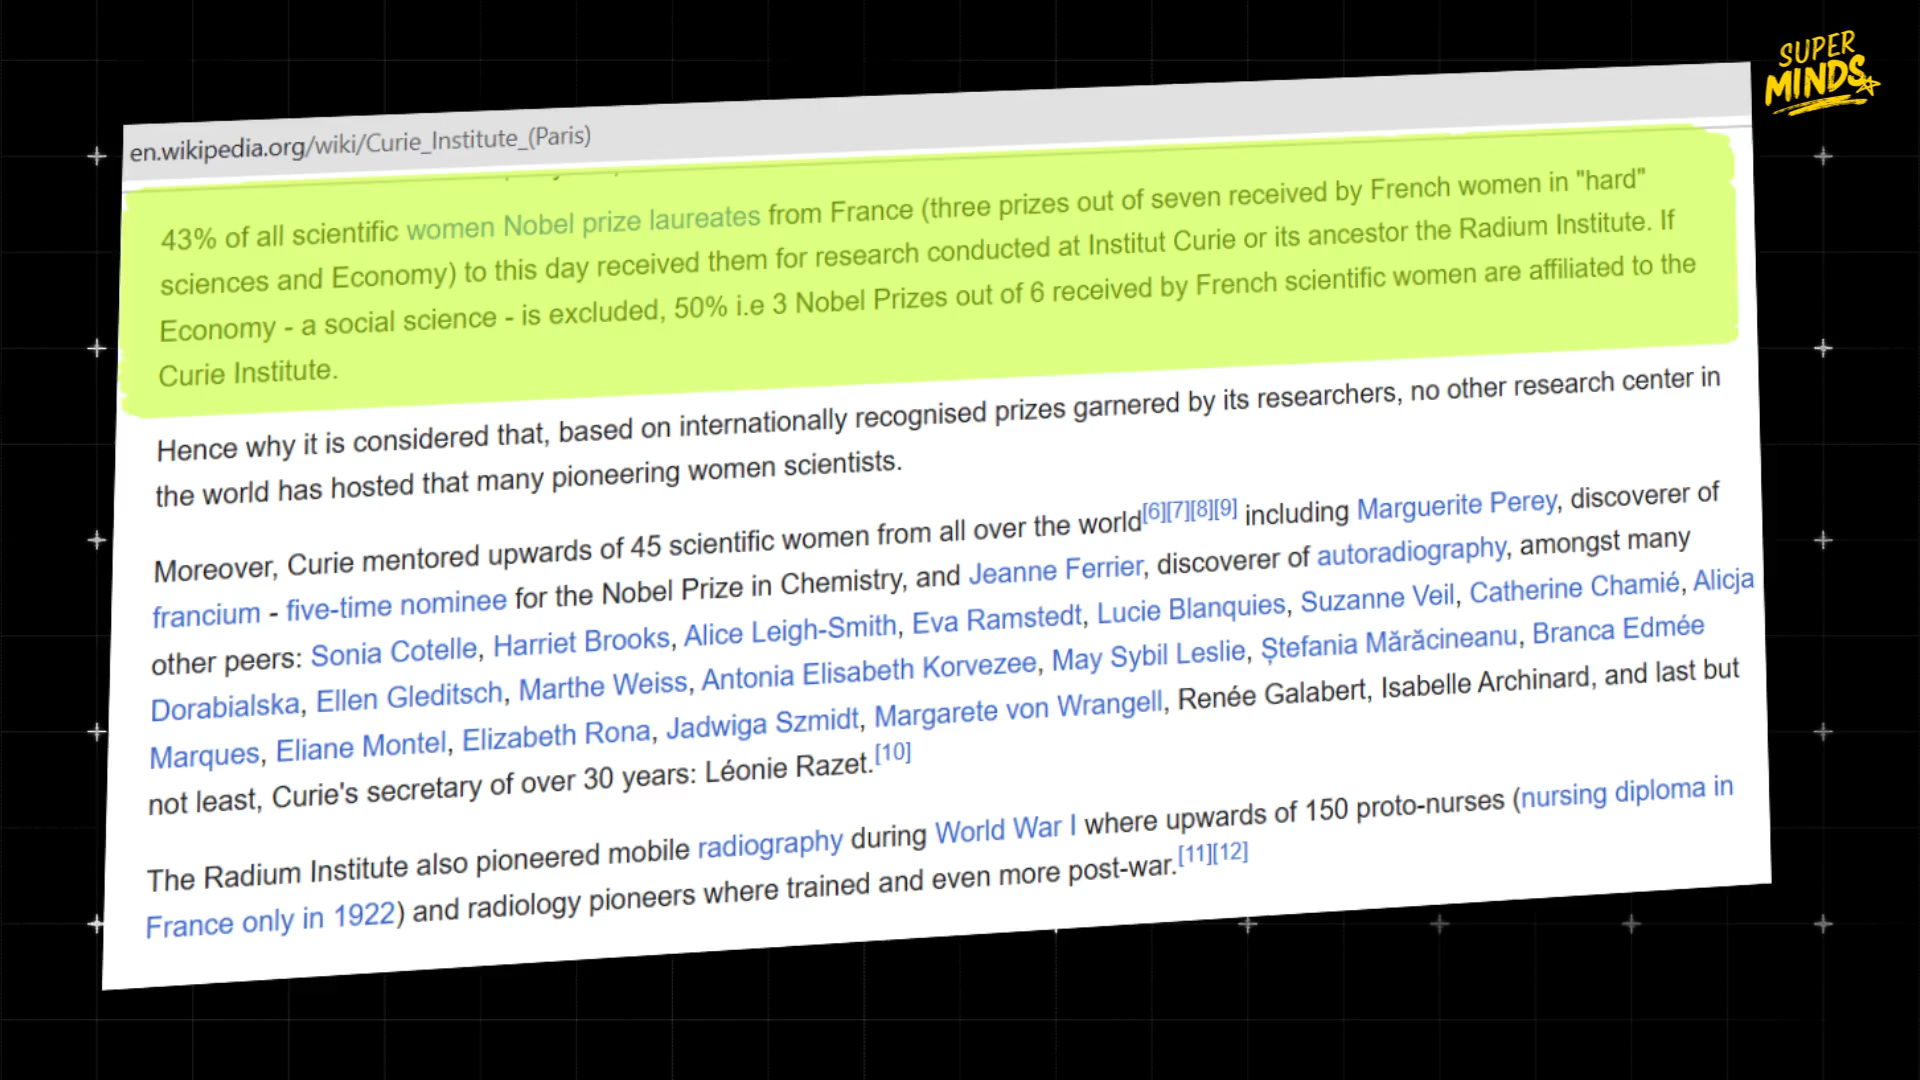 SUPER
MINDS
en.wikipedia.org/wiki/Curie_Institute_(Paris)
43% of all scientific women Nobel prize laureates from France (three prizes out of seven received by French women in "hard"
sciences and Economy) to this day received them for research conducted at Institut Curie or its ancestor the Radium Institute. If
Economy - a social science - is excluded, 50% i.e 3 Nobel Prizes out of 6 received by French scientific women are affiliated to the
Curie Institute.
Hence why it is considered that, based on internationally recognised prizes garnered by its researchers, no other research center in
the world has hosted that many pioneering women scientists.
Moreover, Curie mentored upwards of 45 scientific women from all over the world[6][7][8][9] including Marguerite Perey, discoverer of
francium - five-time nominee for the Nobel Prize in Chemistry, and Jeanne Ferrier, discoverer of autoradiography, amongst many
other peers: Sonia Cotelle, Harriet Brooks, Alice Leigh-Smith, Eva Ramstedt, Lucie Blanquies, Suzanne Veil, Catherine Chamié, Alicja
Dorabialska, Ellen Gleditsch, Marthe Weiss, Antonia Elisabeth Korvezee, May Sybil Leslie, Ștefania Mărăcineanu, Branca Edmée
Marques, Eliane Montel, Elizabeth Rona, Jadwiga Szmidt, Margarete von Wrangell, Renée Galabert, Isabelle Archinard, and last but
not least, Curie's secretary of over 30 years: Léonie Razet.[10]
The Radium Institute also pioneered mobile radiography during World War I where upwards of 150 proto-nurses (nursing diploma in
France only in 1922) and radiology pioneers where trained and even more post-war.[11][12]